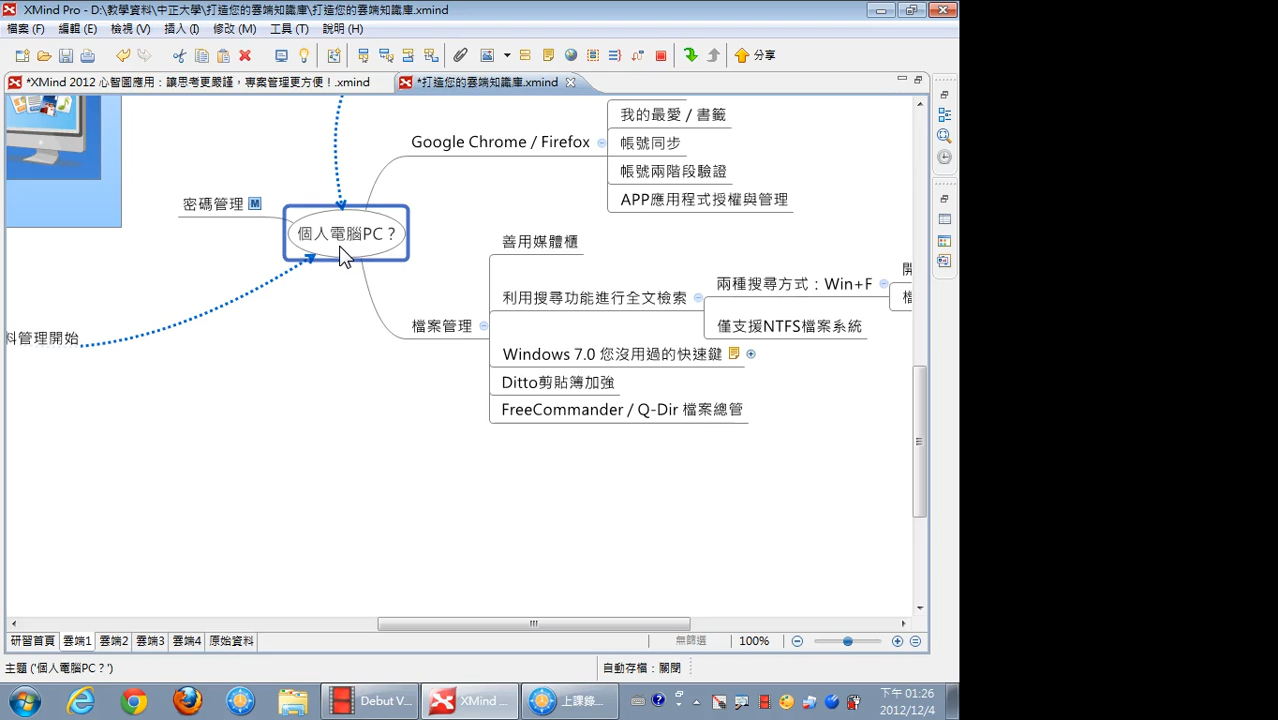 XMind Pro - D:\教學資料\中正大學\打造您的雲端知識庫\打造您的雲端知識庫.xmind
檔案 (F) 編輯 (E) 檢視 (V) 插入 (I) 修改 (M) 工具 (T) 說明 (H)
分享
*XMind 2012 心智圖應用：讓思考更嚴謹，專案管理更方便！.xmind
*打造您的雲端知識庫.xmind
我的最愛 / 書籤
Google Chrome / Firefox
帳號同步
帳號兩階段驗證
APP應用程式授權與管理
密碼管理
個人電腦PC？
善用媒體櫃
兩種搜尋方式：Win+F
利用搜尋功能進行全文檢索
檔案管理
僅支援NTFS檔案系統
料管理開始
Windows 7.0 您沒用過的快速鍵
Ditto剪貼簿加強
FreeCommander / Q-Dir 檔案總管
研習首頁 雲端1 雲端2 雲端3 雲端4 原始資料
無篩選
100%
主題 ('個人電腦PC？')
自動存檔：關閉
Debut V...
XMind ...
上課錄...
下午 01:26
2012/12/4